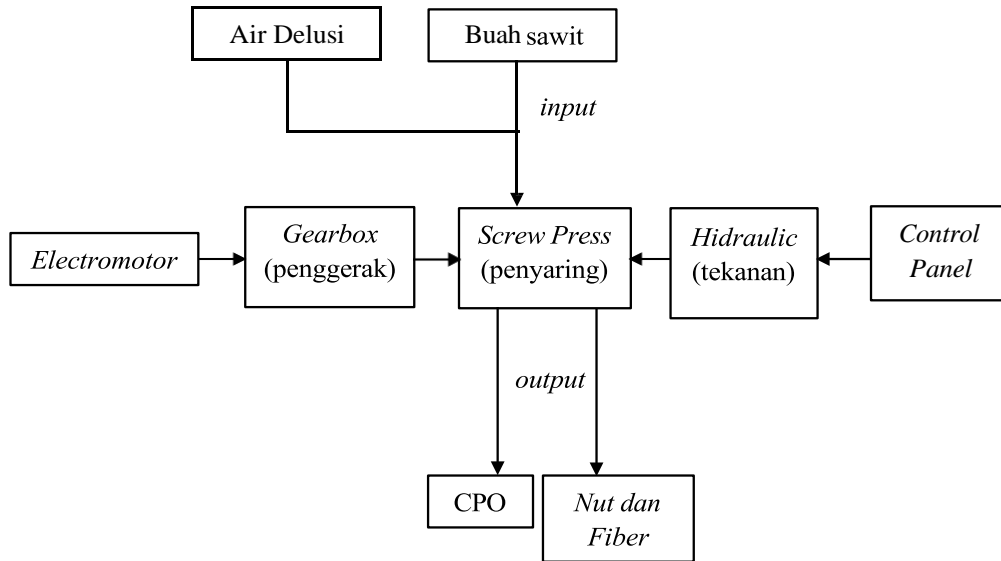 Air Delusi
Buah sawit
input
Electromotor
Gearbox
(penggerak)
Screw Press
(penyaring)
Hidraulic
(tekanan)
Control
Panel
output
CPO
Nut dan
Fiber